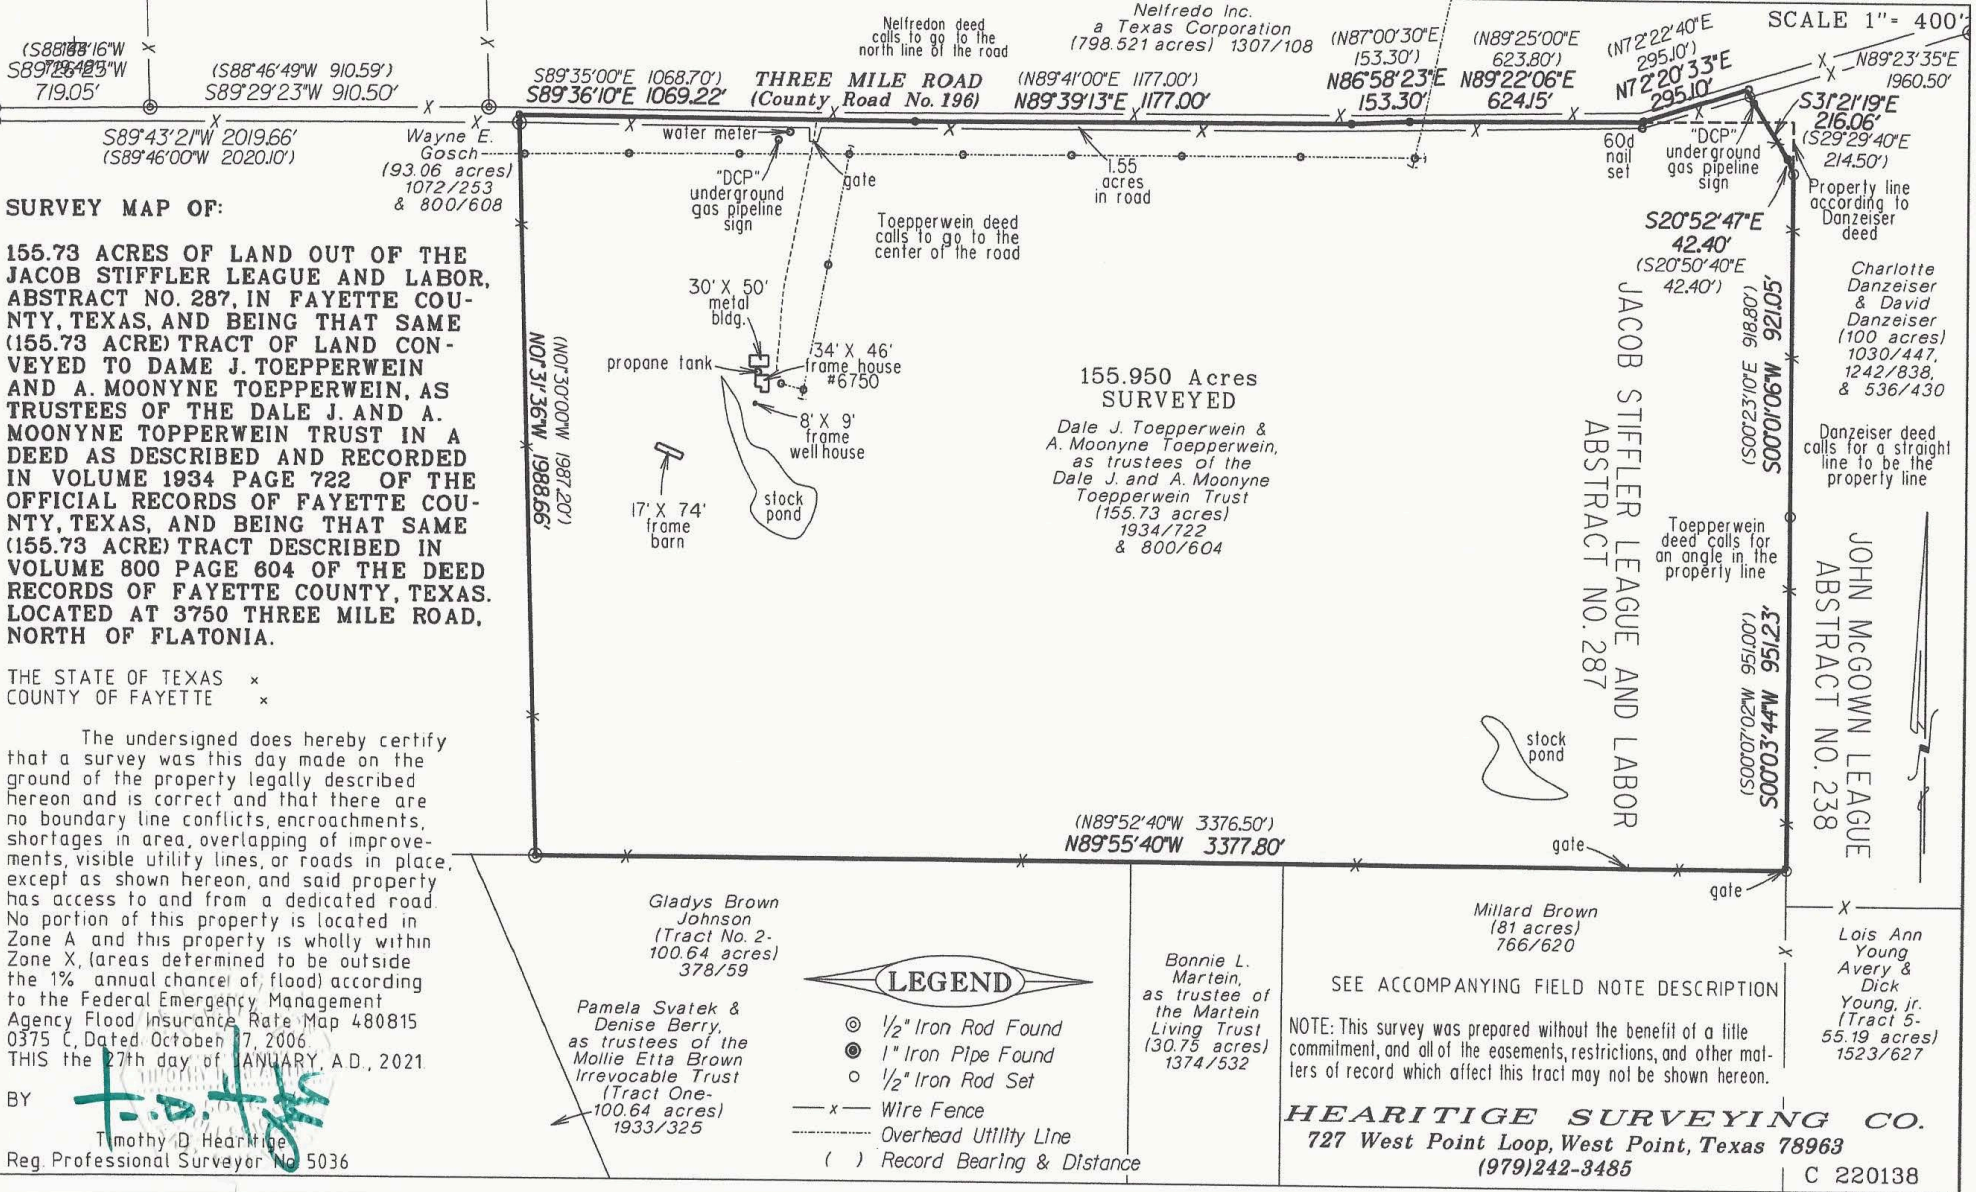 SCALE 1"= 400'
Nelfredo Inc.
a Texas Corporation
(798.521 acres) 1307/108
Nelfredon deed
calls to go to the
north line of the road
S89°26'23"W
719.05'
(S88°46'49"W 910.59')
S89°29'23"W 910.50'
S89°43'21"W 2019.66'
(S89°46'00"W 2020.10')
(S89°35'00"E 1068.70')
S89°36'10"E 1069.22'
THREE MILE ROAD
(County Road No. 196)
(N89°41'00"E 1177.00')
N89°39'13"E 1177.00'
(N87°00'30"E
153.30')
N86°58'23"E
153.30'
(N89°25'00"E
623.80')
N89°22'06"E
624.15'
(N72°22'40"E
295.10')
N72°20'33"E
295.10'
N89°23'35"E
1960.50'
S31°21'19"E
216.06'
(S29°29'40"E
214.50')
Wayne E.
Gosch
(93.06 acres)
1072/253
& 800/608
water meter
"DCP"
underground
gas pipeline
sign
gate
1.55
acres
in road
60d
nail
set
"DCP"
underground
gas pipeline
sign
Property line
according to
Danzeiser
deed
Toepperwein deed
calls to go to the
center of the road
S20°52'47"E
42.40'
(S20°50'40"E
42.40')
SURVEY MAP OF:
155.73 ACRES OF LAND OUT OF THE
JACOB STIFFLER LEAGUE AND LABOR,
ABSTRACT NO. 287, IN FAYETTE COU-
NTY, TEXAS, AND BEING THAT SAME
(155.73 ACRE) TRACT OF LAND CON-
VEYED TO DAME J. TOEPPERWEIN
AND A. MOONYNE TOEPPERWEIN, AS
TRUSTEES OF THE DALE J. AND A.
MOONYNE TOPPERWEIN TRUST IN A
DEED AS DESCRIBED AND RECORDED
IN VOLUME 1934 PAGE 722 OF THE
OFFICIAL RECORDS OF FAYETTE COU-
NTY, TEXAS, AND BEING THAT SAME
(155.73 ACRE) TRACT DESCRIBED IN
VOLUME 800 PAGE 604 OF THE DEED
RECORDS OF FAYETTE COUNTY, TEXAS.
LOCATED AT 3750 THREE MILE ROAD,
NORTH OF FLATONIA.
THE STATE OF TEXAS x
COUNTY OF FAYETTE x
The undersigned does hereby certify
that a survey was this day made on the
ground of the property legally described
hereon and is correct and that there are
no boundary line conflicts, encroachments,
shortages in area, overlapping of improve-
ments, visible utility lines, or roads in place,
except as shown hereon, and said property
has access to and from a dedicated road.
No portion of this property is located in
Zone A and this property is wholly within
Zone X, (areas determined to be outside
the 1% annual chance of flood) according
to the Federal Emergency Management
Agency Flood Insurance Rate Map 480815
0375 C, Dated October 17, 2006.
THIS the 27th day of JANUARY, A.D., 2021.
BY
Timothy D. Hearitige
Reg. Professional Surveyor No. 5036
30' X 50'
metal
bldg.
propane tank
34' X 46'
frame house
#6750
8' X 9'
frame
well house
17' X 74'
frame
barn
stock
pond
(N01°30'00"W 1987.20')
N01°31'36"W 1988.66'
155.950 Acres
SURVEYED
Dale J. Toepperwein &
A. Moonyne Toepperwein,
as trustees of the
Dale J. and A. Moonyne
Toepperwein Trust
(155.73 acres)
1934/722
& 800/604
JACOB STIFFLER LEAGUE AND LABOR
ABSTRACT NO. 287
S00°01'06"W 921.05'
(S00°23'10"E 918.80')
Charlotte
Danzeiser
& David
Danzeiser
(100 acres)
1030/447,
1242/838,
& 536/430
Danzeiser deed
calls for a straight
line to be the
property line
Toepperwein
deed calls for
an angle in the
property line
S00°03'44"W 951.23'
(S00°07'02"W 951.00')
JOHN McGOWN LEAGUE
ABSTRACT NO. 238
N
stock
pond
(N89°52'40"W 3376.50')
N89°55'40"W 3377.80'
gate
gate
Gladys Brown
Johnson
(Tract No. 2-
100.64 acres)
378/59
Pamela Svatek &
Denise Berry,
as trustees of the
Mollie Etta Brown
Irrevocable Trust
(Tract One-
100.64 acres)
1933/325
LEGEND
1/2" Iron Rod Found
1" Iron Pipe Found
1/2" Iron Rod Set
x Wire Fence
Overhead Utility Line
( ) Record Bearing & Distance
Bonnie L.
Martein,
as trustee of
the Martein
Living Trust
(30.75 acres)
1374/532
Millard Brown
(81 acres)
766/620
SEE ACCOMPANYING FIELD NOTE DESCRIPTION
NOTE: This survey was prepared without the benefit of a title
commitment, and all of the easements, restrictions, and other mat-
ters of record which affect this tract may not be shown hereon.
Lois Ann
Young
Avery &
Dick
Young, jr.
(Tract 5-
55.19 acres)
1523/627
HEARITIGE SURVEYING CO.
727 West Point Loop, West Point, Texas 78963
(979)242-3485
C 220138